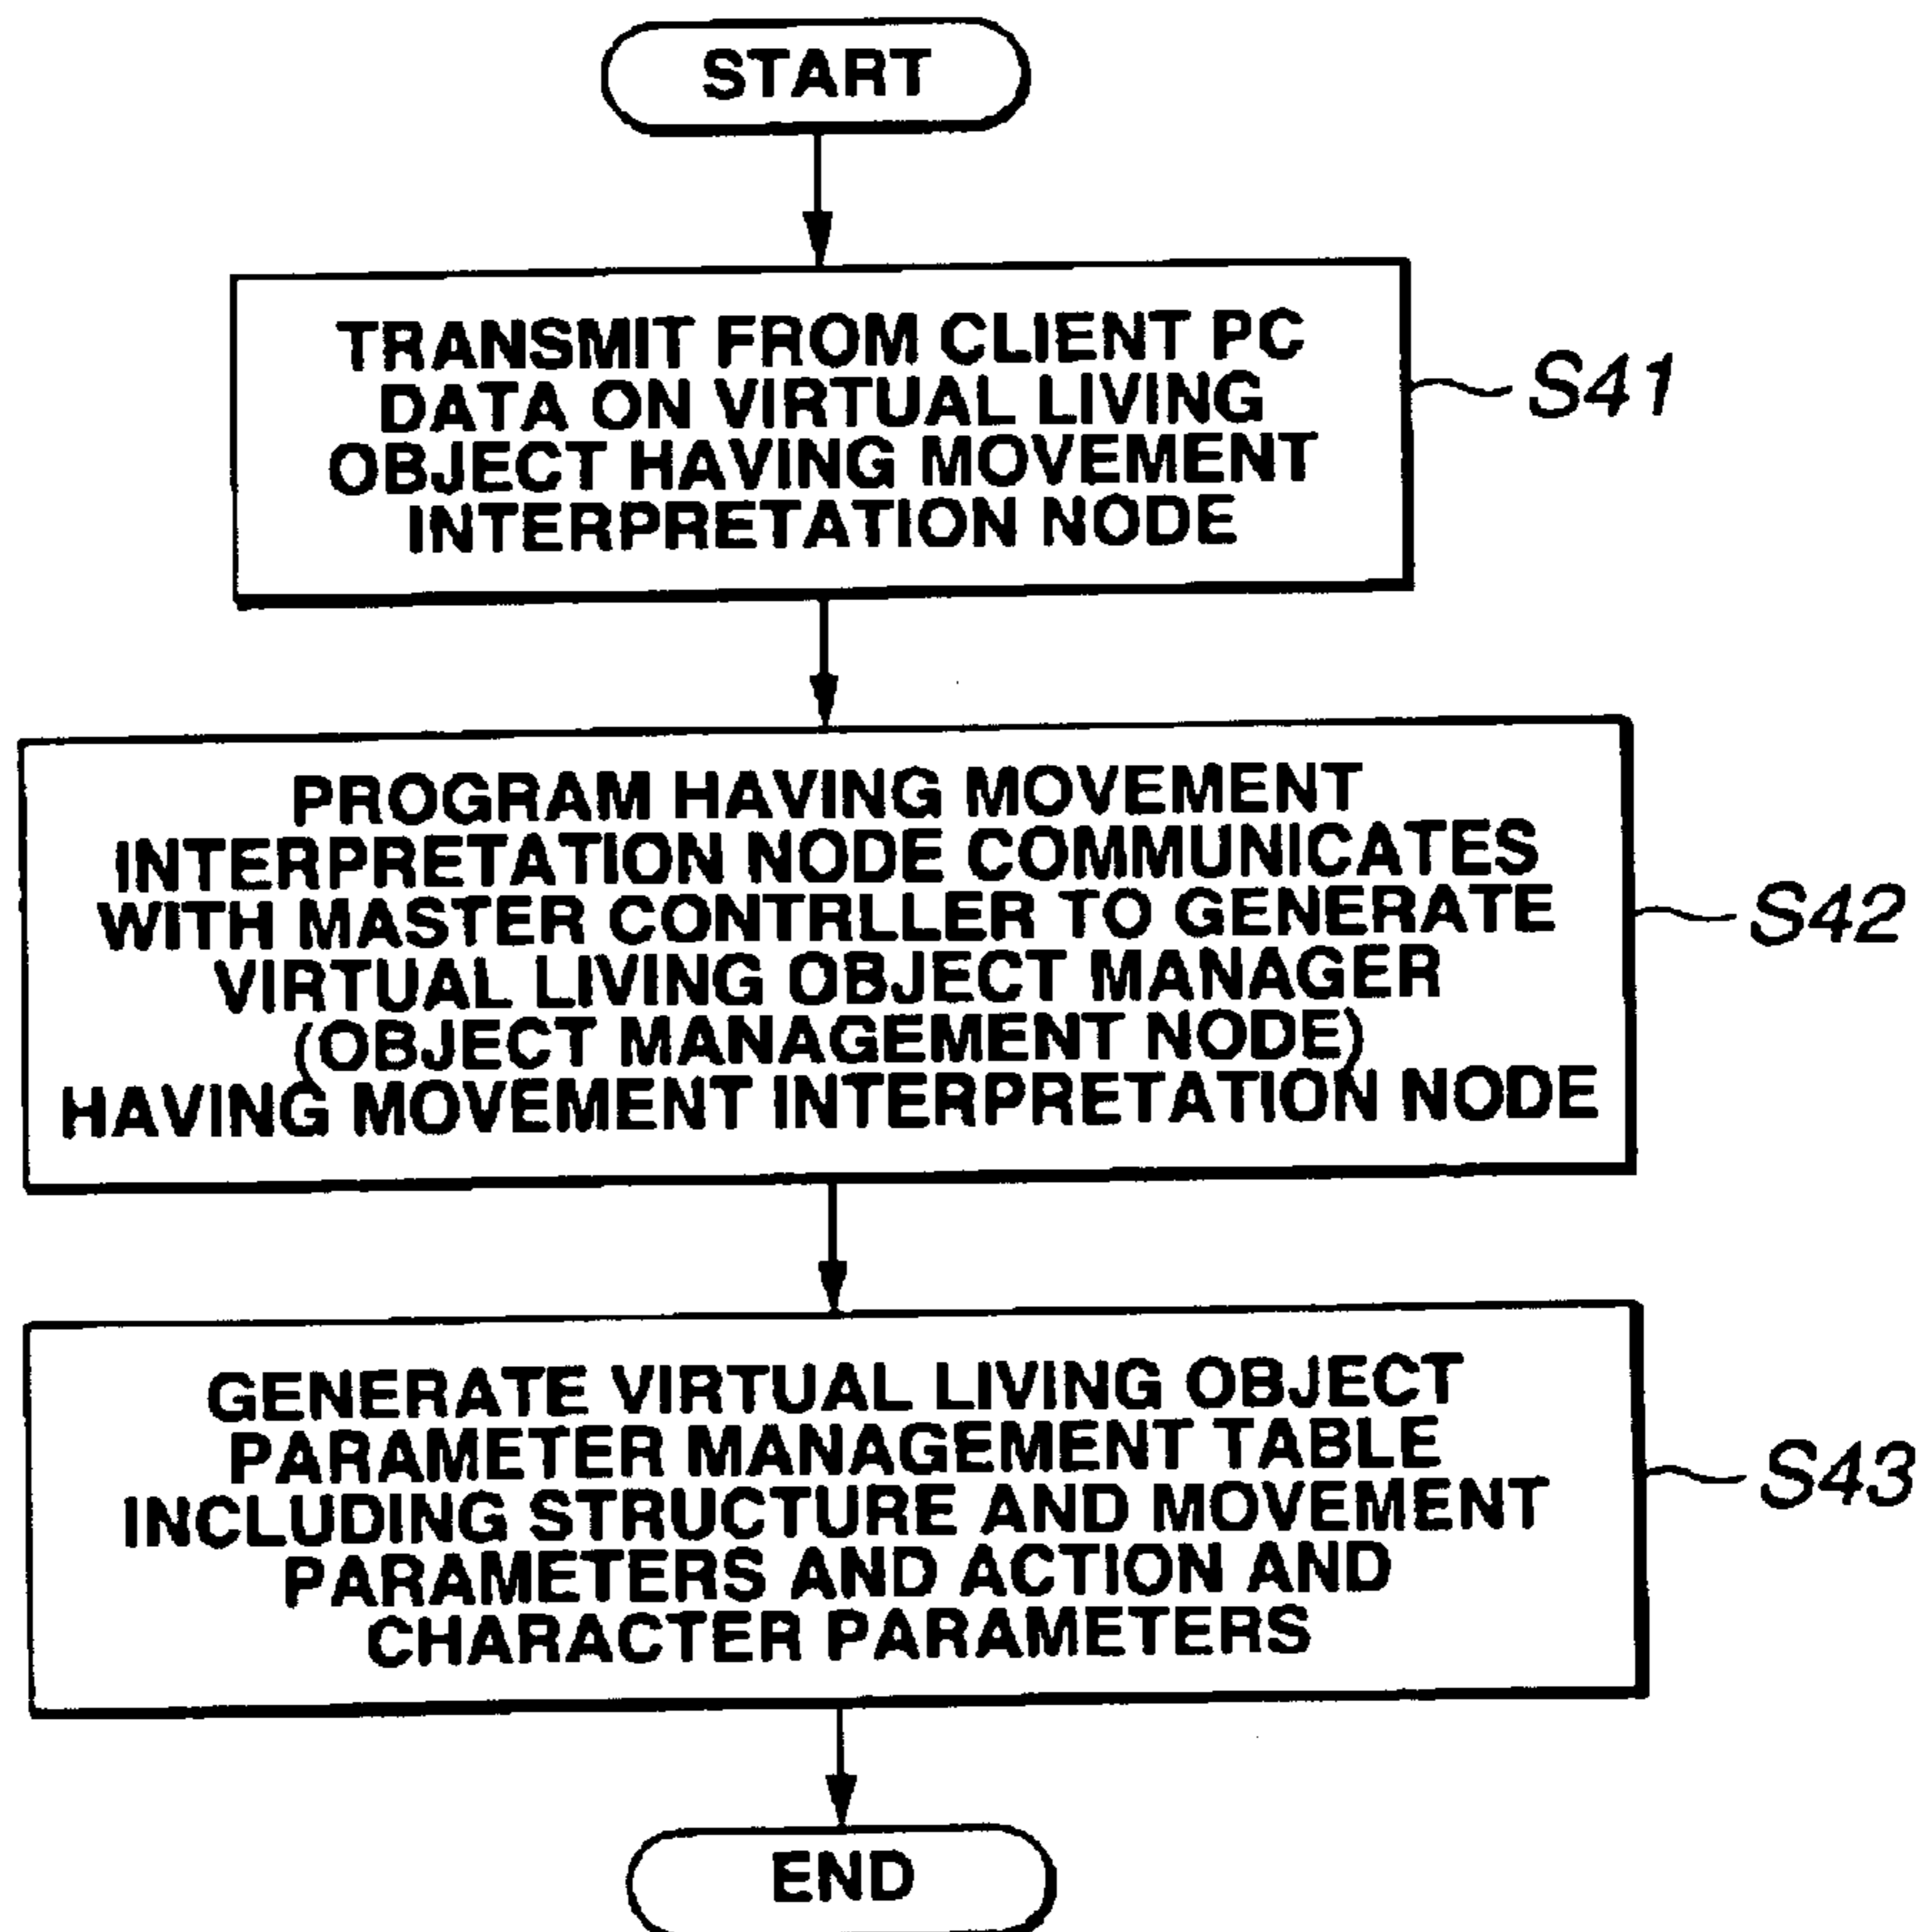 START
TRANSMIT FROM CLIENT PC
DATA ON VIRTUAL LIVING
OBJECT HAVING MOVEMENT
INTERPRETATION NODE
S41
PROGRAM HAVING MOVEMENT
INTERPRETATION NODE COMMUNICATES
WITH MASTER CONTRLLER TO GENERATE
VIRTUAL LIVING OBJECT MANAGER
(OBJECT MANAGEMENT NODE)
HAVING MOVEMENT INTERPRETATION NODE
S42
GENERATE VIRTUAL LIVING OBJECT
PARAMETER MANAGEMENT TABLE
INCLUDING STRUCTURE AND MOVEMENT
PARAMETERS AND ACTION AND
CHARACTER PARAMETERS
S43
END